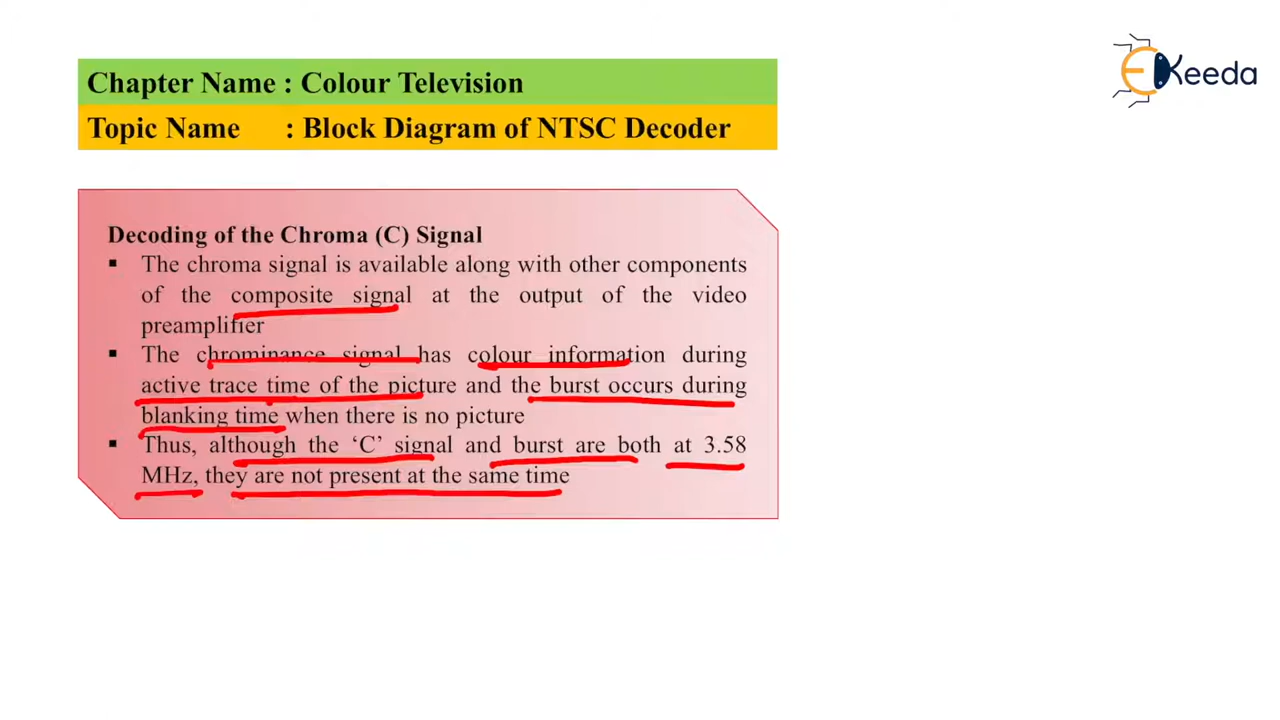 EKeeda
Chapter Name : Colour Television
Topic Name : Block Diagram of NTSC Decoder
Decoding of the Chroma (C) Signal
▪ The chroma signal is available along with other components
of the composite signal at the output of the video
preamplifier
▪ The chrominance signal has colour information during
active trace time of the picture and the burst occurs during
blanking time when there is no picture
▪ Thus, although the ‘C’ signal and burst are both at 3.58
MHz, they are not present at the same time